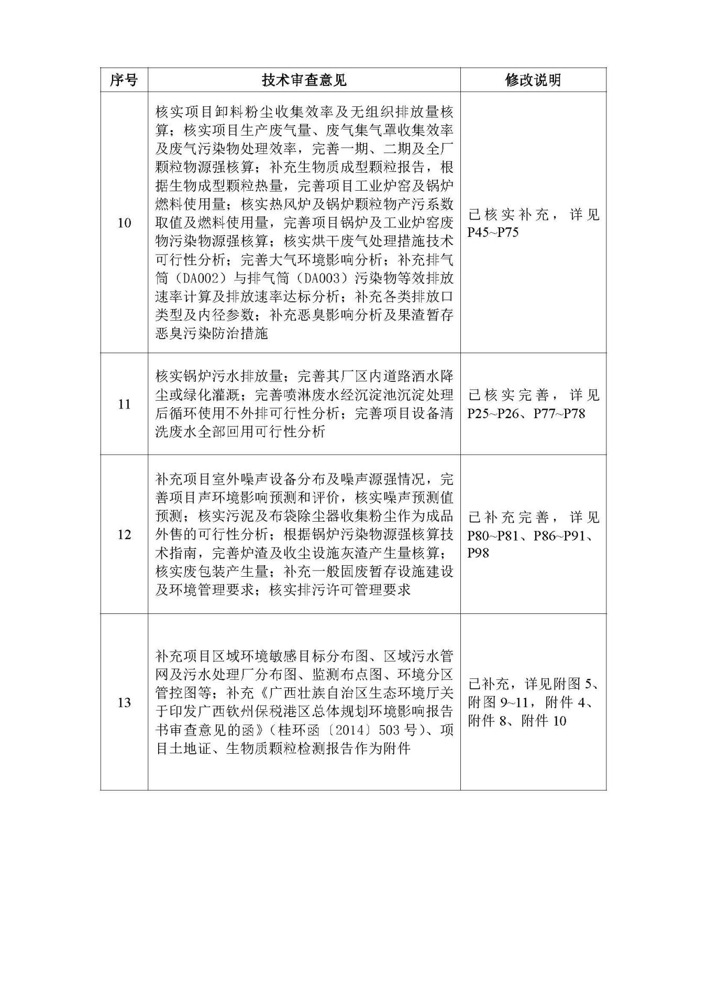 序号 技术审查意见 修改说明
核实项目卸料粉尘收集效率及无组织排放量核
算；核实项目生产废气量、废气集气罩收集效率
及废气污染物处理效率，完善一期、二期及全厂
颗粒物源强核算；补充生物质成型颗粒报告，根
据生物成型颗粒热量，完善项目工业炉窑及锅炉
燃料使用量；核实热风炉及锅炉颗粒物产污系数
取值及燃料使用量，完善项目锅炉及工业炉窑废
物污染物源强核算；核实烘干废气处理措施技术
可行性分析；完善大气环境影响分析；补充排气
筒（DA002）与排气筒（DA003）污染物等效排放
速率计算及排放速率达标分析；补充各类排放口
类型及内径参数；补充恶臭影响分析及果渣暂存
恶臭污染防治措施
10
已核实补充，详见
P45~P75
核实锅炉污水排放量；完善其厂区内道路洒水降
尘或绿化灌溉；完善喷淋废水经沉淀池沉淀处理
后循环使用不外排可行性分析；完善项目设备清
洗废水全部回用可行性分析
11
已核实完善，详见
P25~P26、P77~P78
补充项目室外噪声设备分布及噪声源强情况，完
善项目声环境影响预测和评价，核实噪声预测值
预测；核实污泥及布袋除尘器收集粉尘作为成品
外售的可行性分析；根据锅炉污染物源强核算技
术指南，完善炉渣及收尘设施灰渣产生量核算；
核实废包装产生量；补充一般固废暂存设施建设
及环境管理要求；核实排污许可管理要求
12
已补充完善，详见
P80~P81、P86~P91、
P98
补充项目区域环境敏感目标分布图、区域污水管
网及污水处理厂分布图、监测布点图、环境分区
管控图等；补充《广西壮族自治区生态环境厅关
于印发广西钦州保税港区总体规划环境影响报告
书审查意见的函》（桂环函〔2014〕503 号）、项
目土地证、生物质颗粒检测报告作为附件
13
已补充，详见附图 5、
附图 9~11，附件 4、
附件 8、附件 10